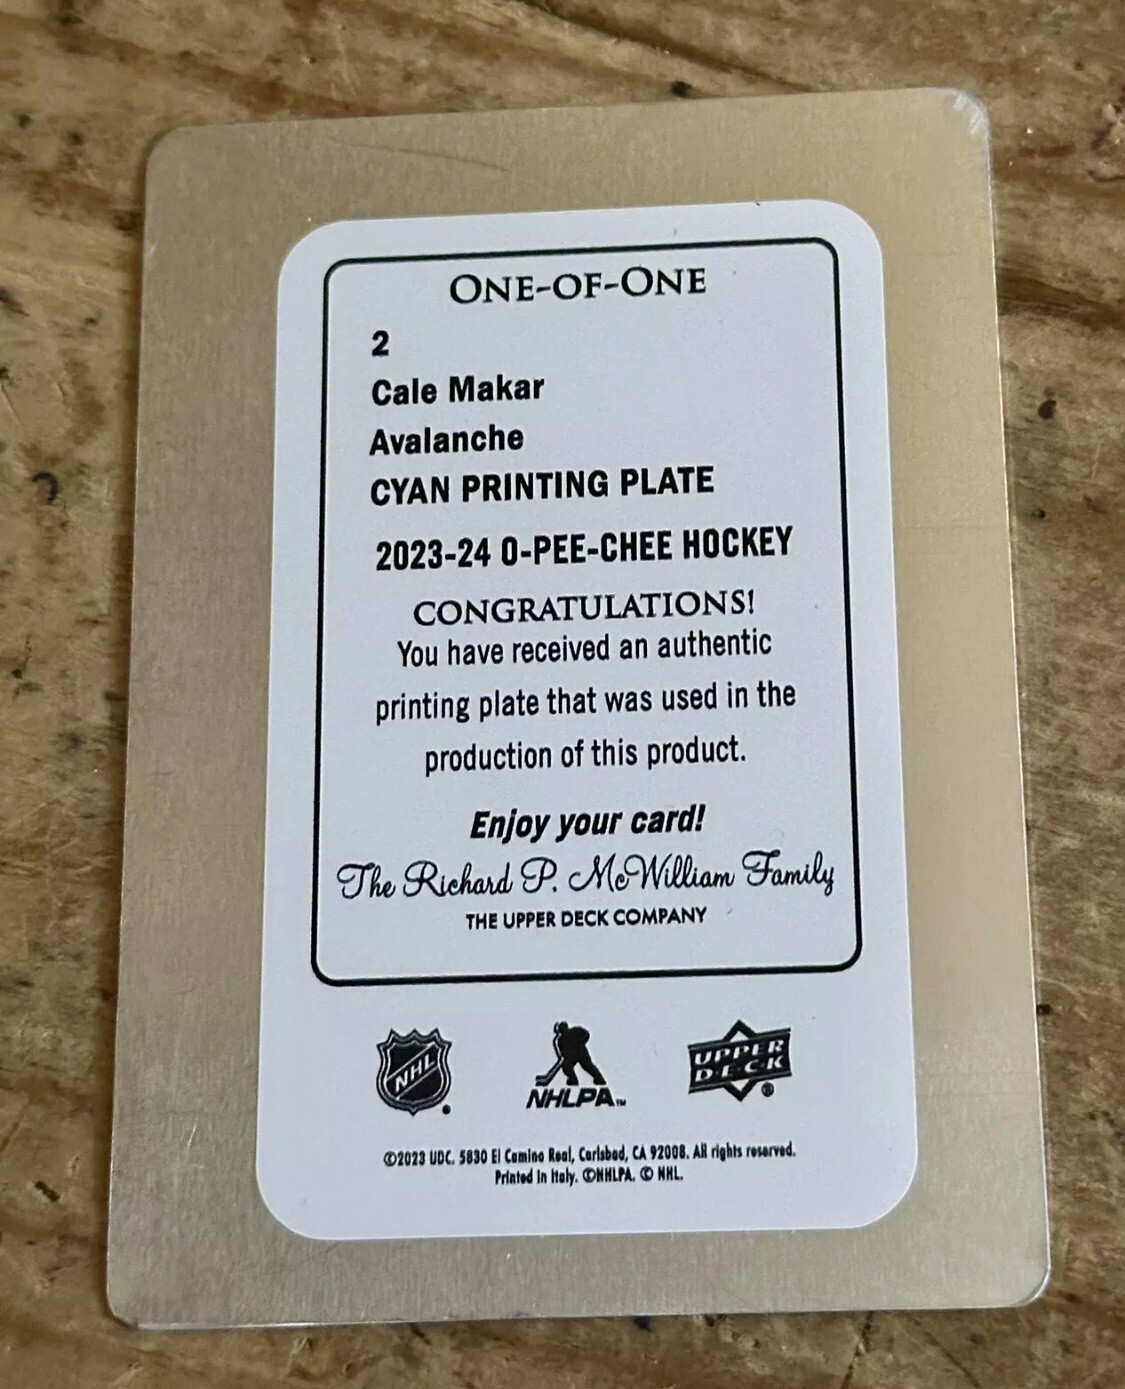 ONE-OF-ONE
2
Cale Makar
Avalanche
CYAN PRINTING PLATE
2023-24 O-PEE-CHEE HOCKEY
CONGRATULATIONS!
You have received an authentic
printing plate that was used in the
production of this product.
Enjoy your card!
The Richard P. McWilliam Family
THE UPPER DECK COMPANY
NHL
NHLPA™
UPPER
D·E·C·K®
©2023 UDC. 5830 El Camino Real, Carlsbad, CA 92008. All rights reserved.
Printed in Italy. ©NHLPA. © NHL.